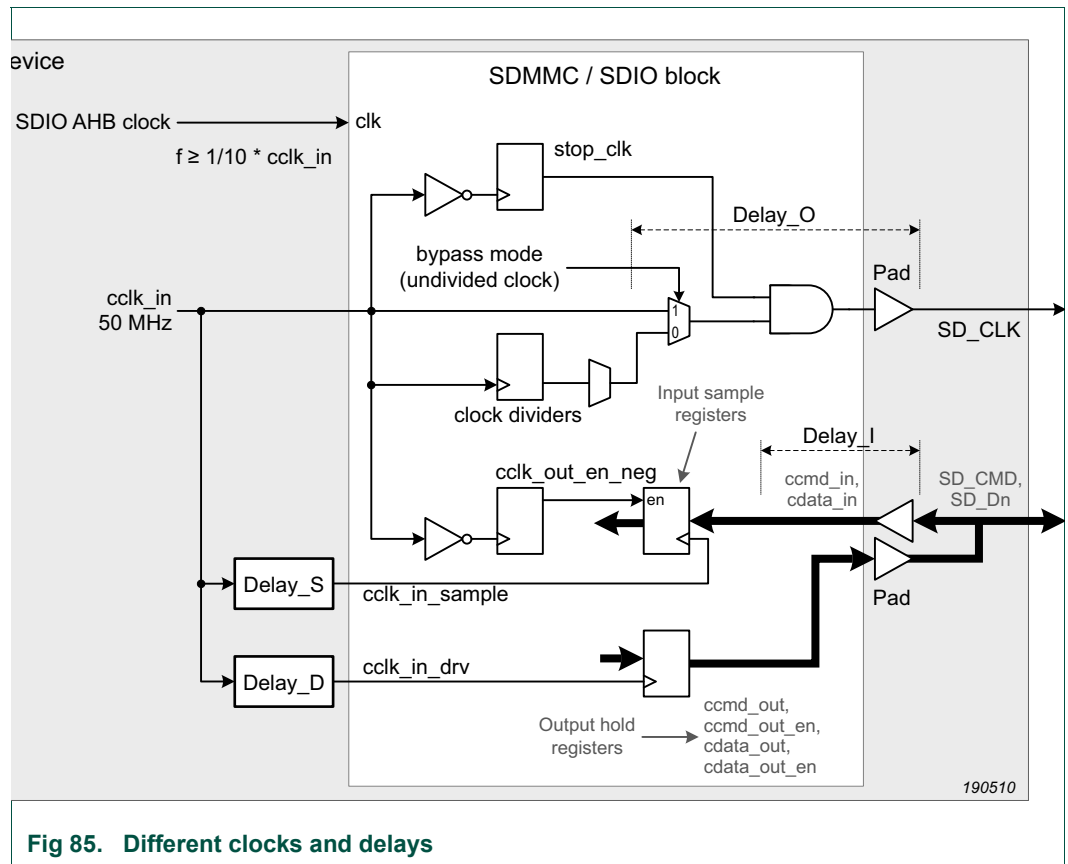 evice
SDMMC / SDIO block
SDIO AHB clock
clk
f ≥ 1/10 * cclk_in
stop_clk
Delay_O
bypass mode
(undivided clock)
Pad
cclk_in
50 MHz
1
0
SD_CLK
clock dividers
Input sample
registers
Delay_I
cclk_out_en_neg
en
ccmd_in,
cdata_in
SD_CMD,
SD_Dn
Delay_S
cclk_in_sample
Pad
Delay_D
cclk_in_drv
Output hold
registers
ccmd_out,
ccmd_out_en,
cdata_out,
cdata_out_en
190510
Fig 85. Different clocks and delays